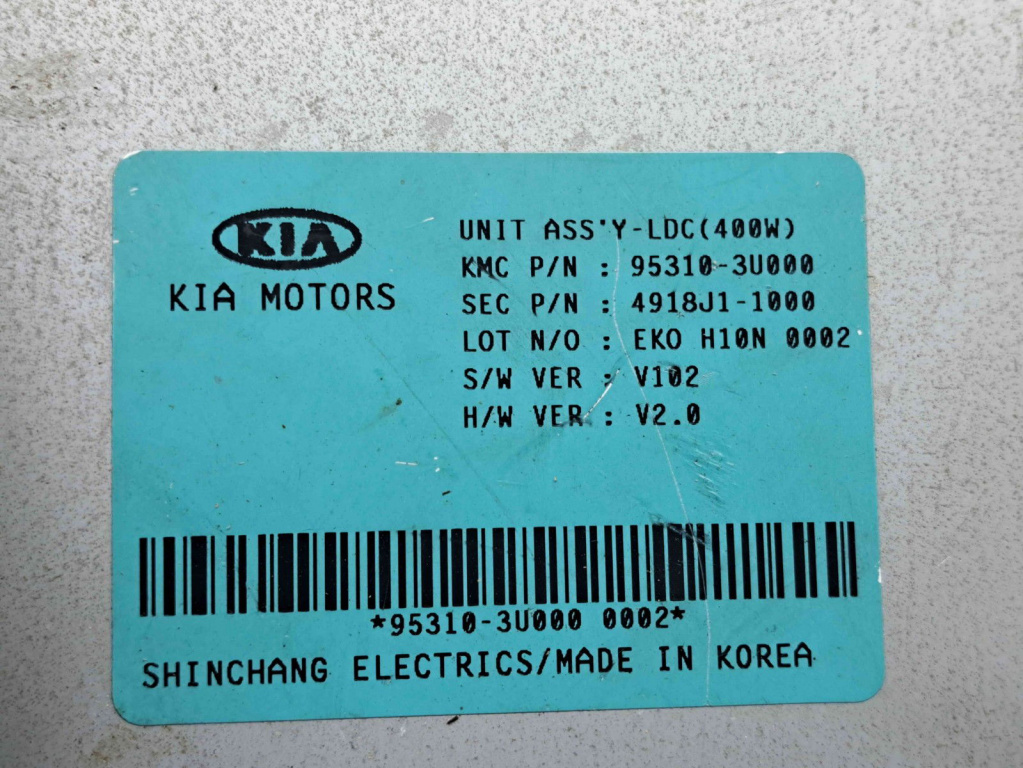 KIA
KIA MOTORS
UNIT ASS'Y-LDC(400W)
KMC P/N : 95310-3U000
SEC P/N : 4918J1-1000
LOT N/O : EKO H10N 0002
S/W VER : V102
H/W VER : V2.0
*95310-3U000 0002*
SHINCHANG ELECTRICS/MADE IN KOREA